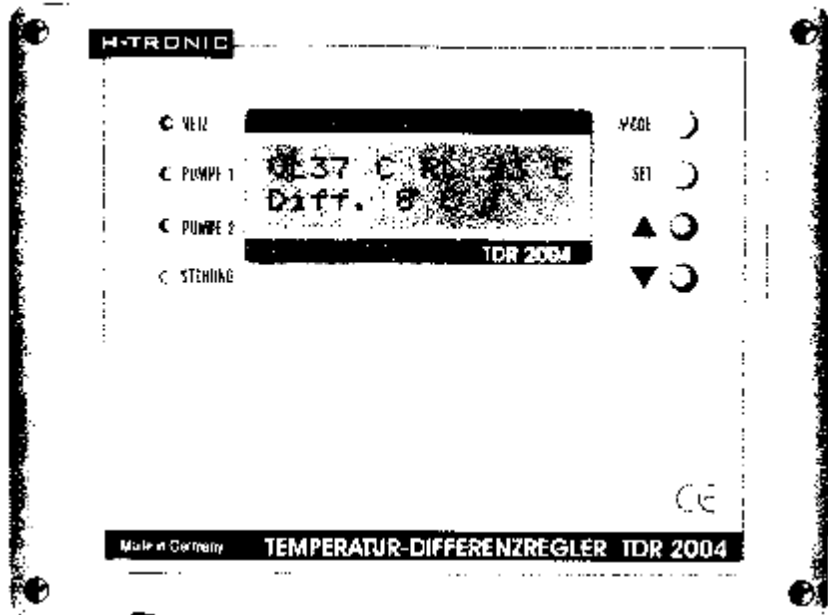 H-TRONIC
NETZ
MODE
PUMPE 1
SET
PUMPE 2
Diff. 8
TDR 2004
CE
Made in Germany
TEMPERATUR-DIFFERENZREGLER TDR 2004